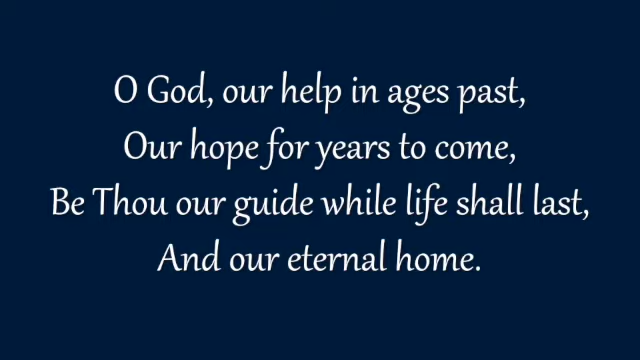 O God, our help in ages past,
Our hope for years to come,
Be Thou our guide while life shall last,
And our eternal home.